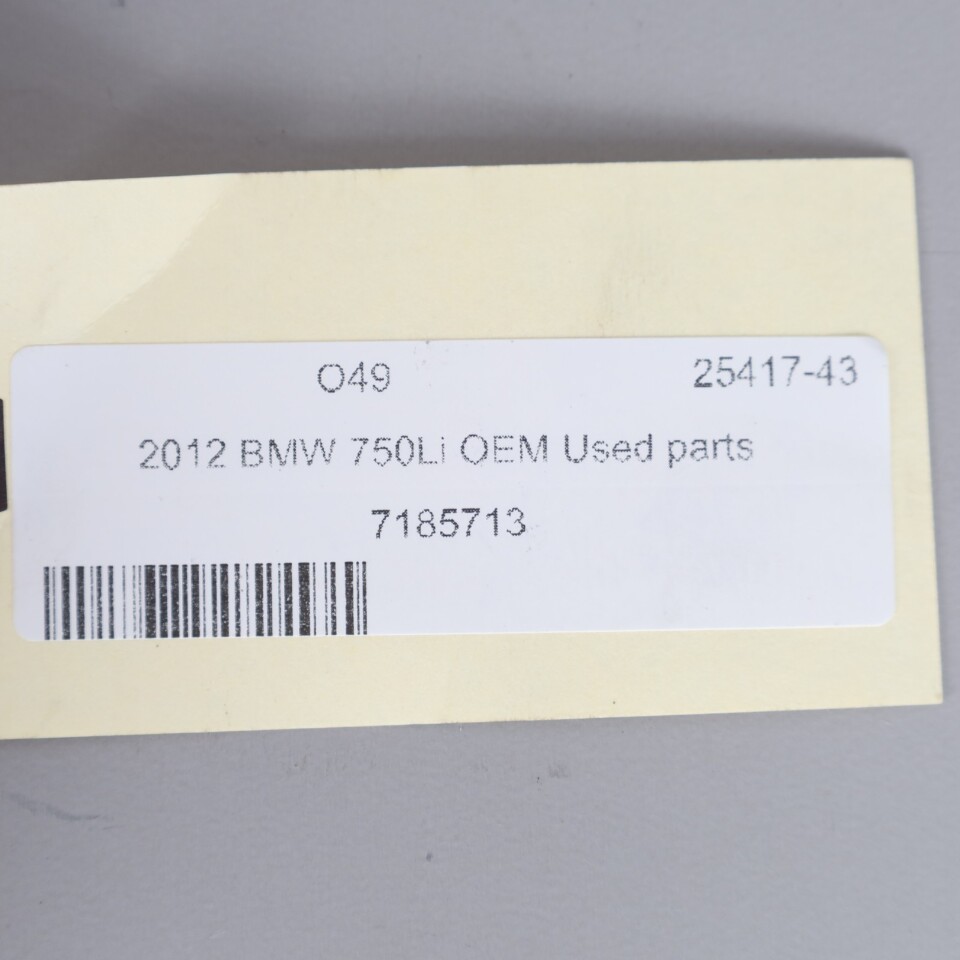 O49 25417-43
2012 BMW 750Li OEM Used parts
7185713